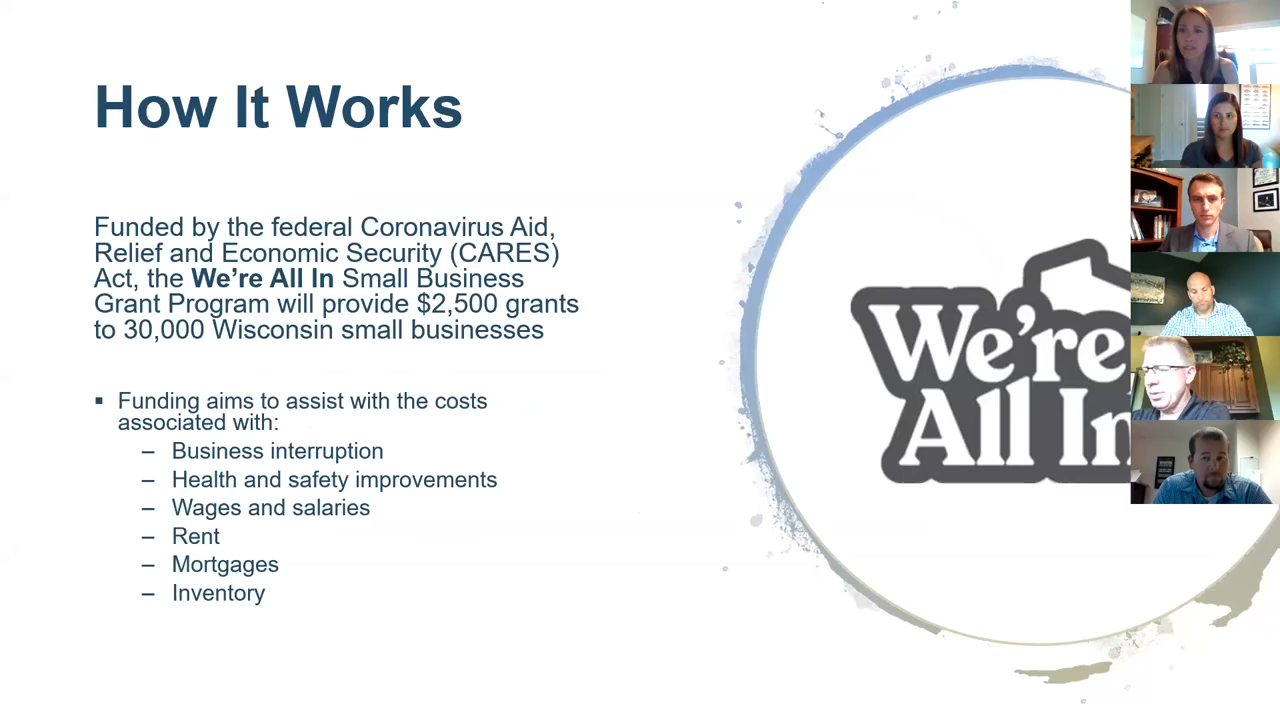 How It Works
Funded by the federal Coronavirus Aid,
Relief and Economic Security (CARES)
Act, the We’re All In Small Business
Grant Program will provide $2,500 grants
to 30,000 Wisconsin small businesses
▪ Funding aims to assist with the costs
associated with:
– Business interruption
– Health and safety improvements
– Wages and salaries
– Rent
– Mortgages
– Inventory
We’re
All In